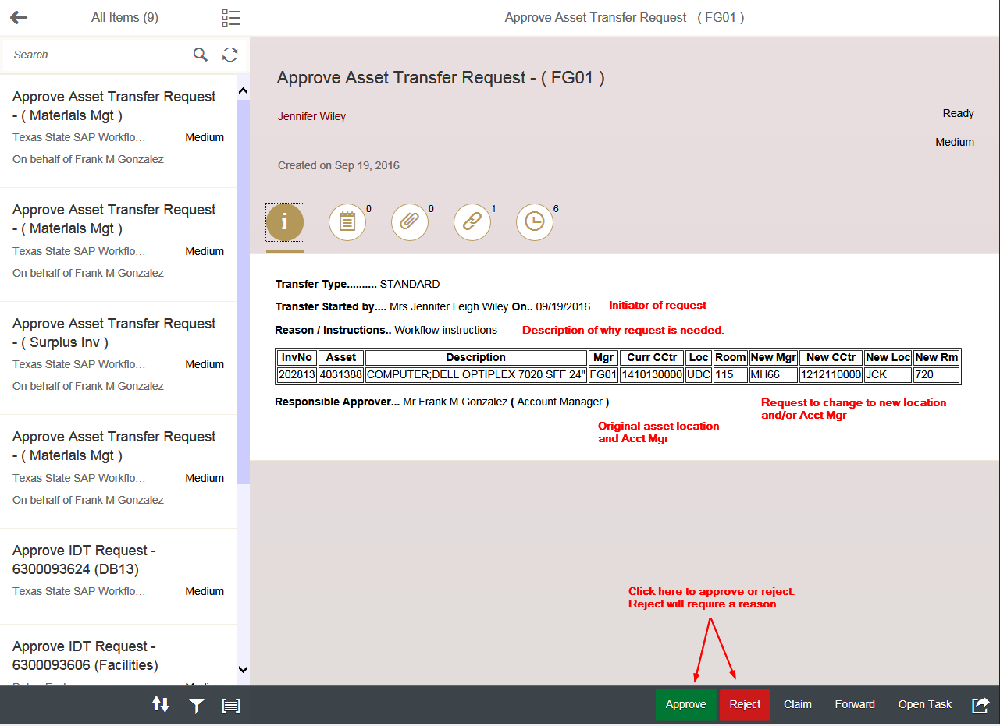 All Items (9)
Approve Asset Transfer Request - ( FG01 )
Search
Approve Asset Transfer Request
- ( Materials Mgt )
Texas State SAP Workflo... Medium
On behalf of Frank M Gonzalez
Approve Asset Transfer Request
- ( Materials Mgt )
Texas State SAP Workflo... Medium
On behalf of Frank M Gonzalez
Approve Asset Transfer Request
- ( Surplus Inv )
Texas State SAP Workflo... Medium
On behalf of Frank M Gonzalez
Approve Asset Transfer Request
- ( Materials Mgt )
Texas State SAP Workflo... Medium
On behalf of Frank M Gonzalez
Approve IDT Request -
6300093624 (DB13)
Texas State SAP Workflo... Medium
Approve IDT Request -
6300093606 (Facilities)
Approve Asset Transfer Request - ( FG01 )
Jennifer Wiley
Ready
Medium
Created on Sep 19, 2016
0 0 1 6
Transfer Type.......... STANDARD
Transfer Started by.... Mrs Jennifer Leigh Wiley On.. 09/19/2016 Initiator of request
Reason / Instructions.. Workflow instructions Description of why request is needed.
InvNo Asset Description Mgr Curr CCtr Loc Room New Mgr New CCtr New Loc New Rm
202813 4031388 COMPUTER;DELL OPTIPLEX 7020 SFF 24" FG01 1410130000 UDC 115 MH66 1212110000 JCK 720
Responsible Approver... Mr Frank M Gonzalez ( Account Manager )
Request to change to new location
and/or Acct Mgr
Original asset location
and Acct Mgr
Click here to approve or reject.
Reject will require a reason.
Approve Reject Claim Forward Open Task